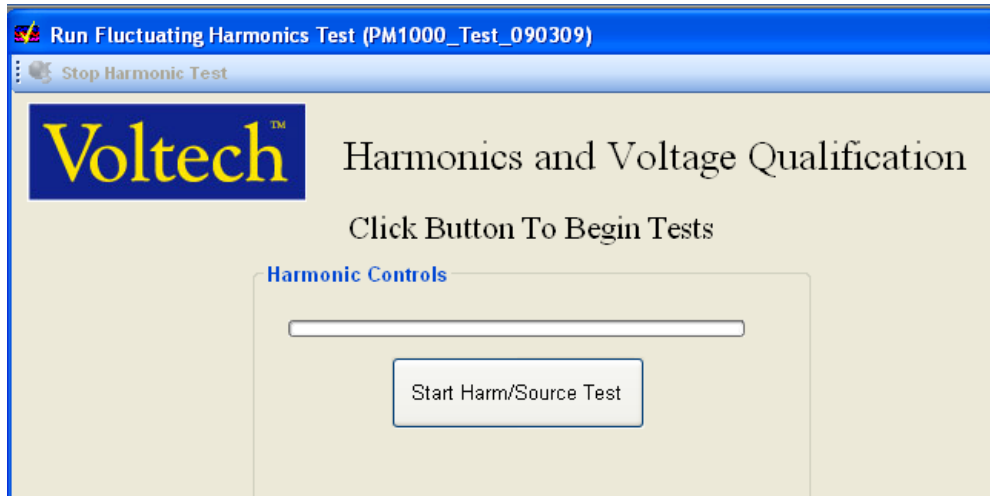 Run Fluctuating Harmonics Test (PM1000_Test_090309)
Stop Harmonic Test
Voltech™
Harmonics and Voltage Qualification
Click Button To Begin Tests
Harmonic Controls
Start Harm/Source Test